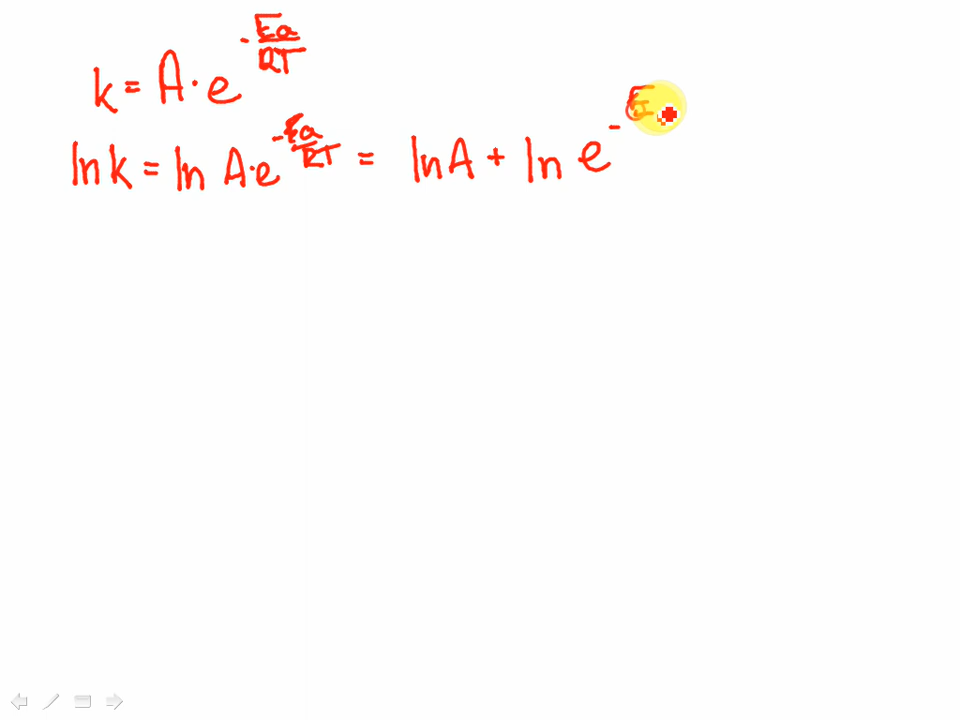 k = A · e^-Ea/RT
ln k = ln A · e^-Ea/RT = ln A + ln e^-E